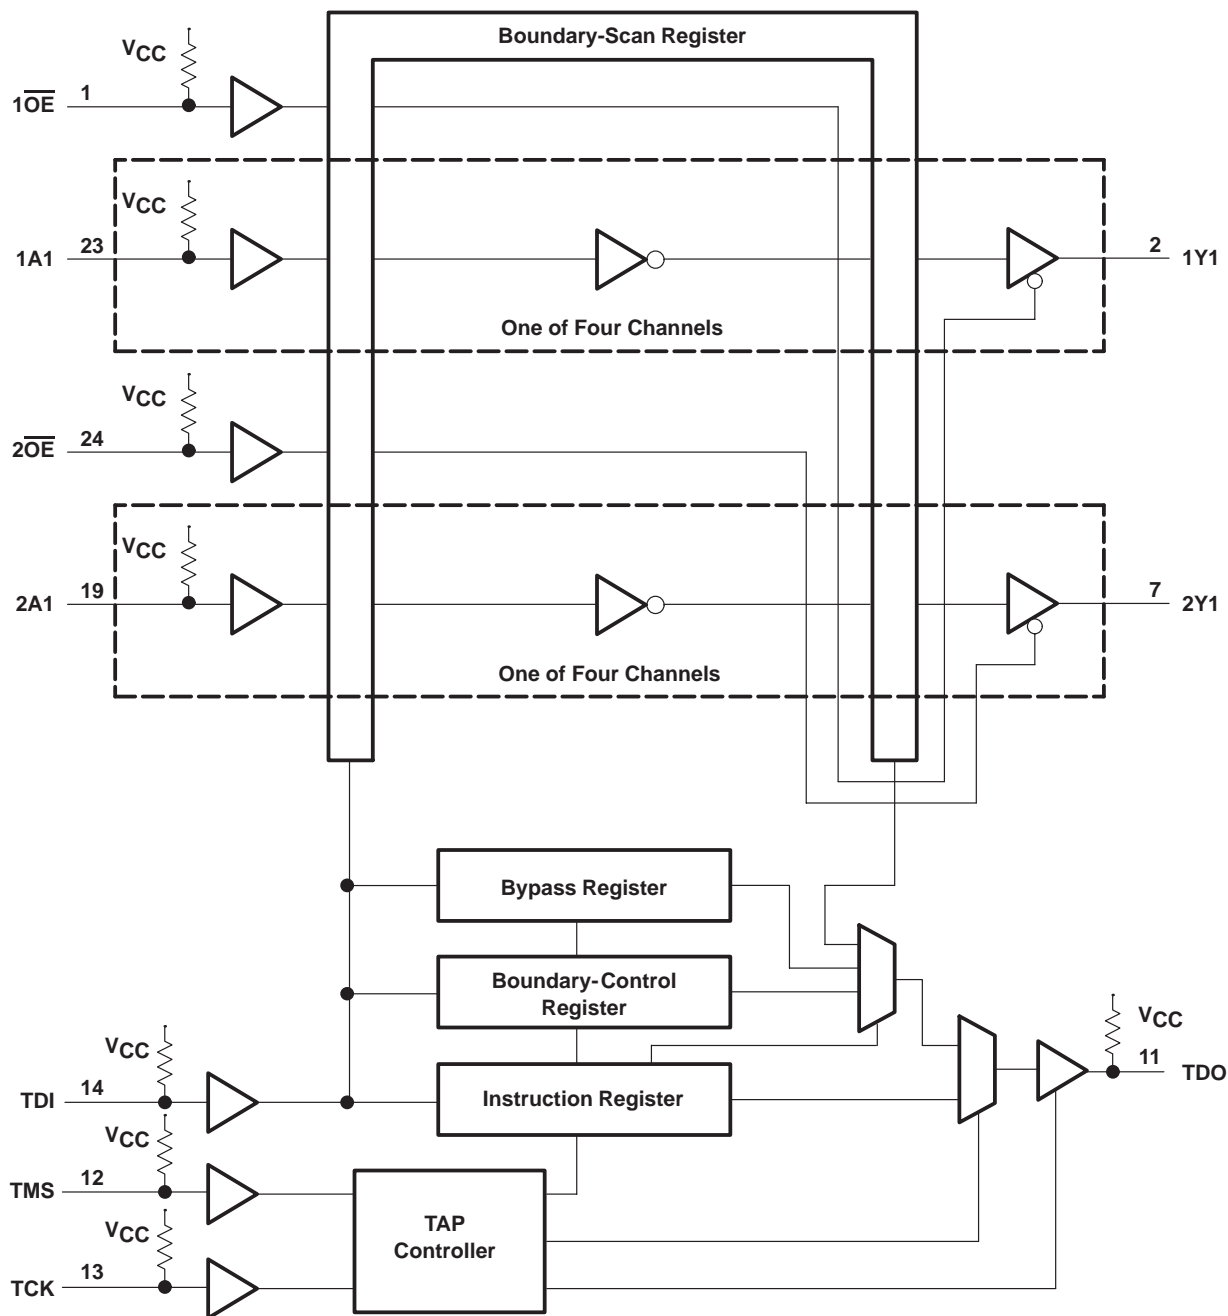 Boundary-Scan Register
VCC
1O̅E̅ 1
VCC
1A1 23
2 1Y1
One of Four Channels
VCC
2O̅E̅ 24
VCC
2A1 19
7 2Y1
One of Four Channels
Bypass Register
Boundary-Control
Register
VCC
VCC
TDI 14
Instruction Register
11 TDO
VCC
TMS 12
TAP
Controller
VCC
TCK 13